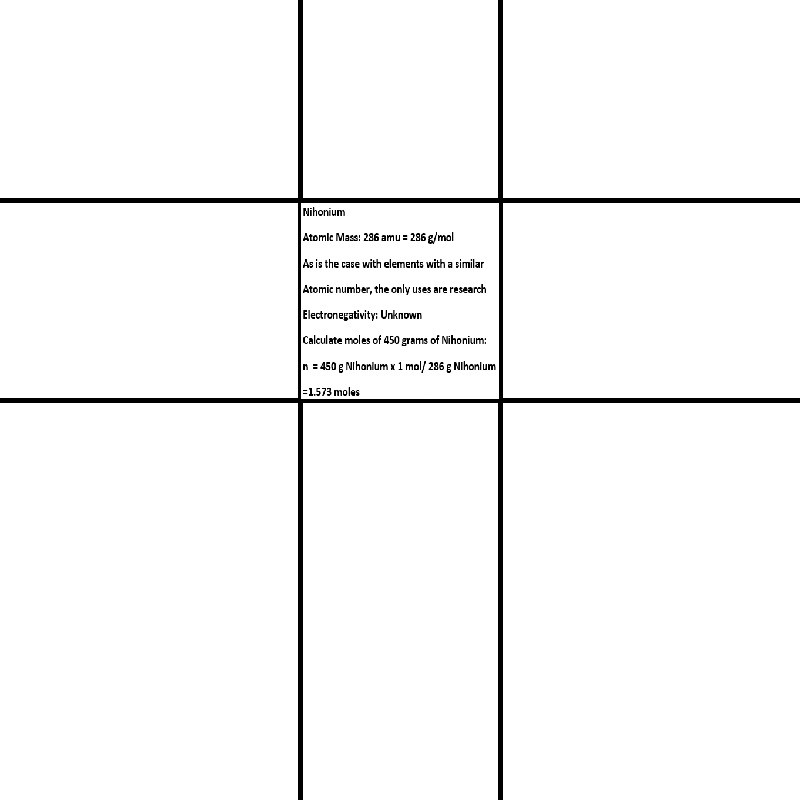 Nihonium
Atomic Mass: 286 amu = 286 g/mol
As is the case with elements with a similar
Atomic number, the only uses are research
Electronegativity: Unknown
Calculate moles of 450 grams of Nihonium:
n = 450 g Nihonium x 1 mol/ 286 g Nihonium
=1.573 moles